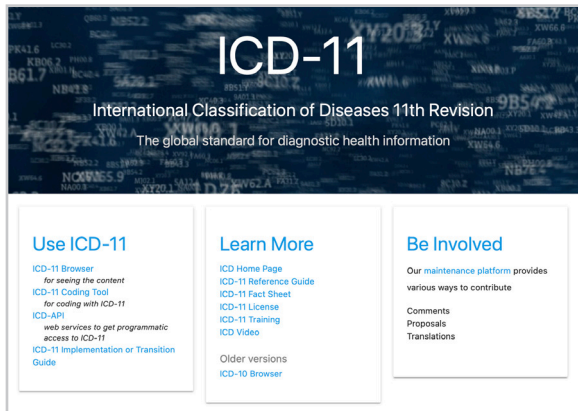 ICD-11
International Classification of Diseases 11th Revision
The global standard for diagnostic health information
Use ICD-11
ICD-11 Browser
for seeing the content
ICD-11 Coding Tool
for coding with ICD-11
ICD-API
web services to get programmatic
access to ICD-11
ICD-11 Implementation or Transition
Guide
Learn More
ICD Home Page
ICD-11 Reference Guide
ICD-11 Fact Sheet
ICD-11 License
ICD-11 Training
ICD Video
Older versions
ICD-10 Browser
Be Involved
Our maintenance platform provides
various ways to contribute
Comments
Proposals
Translations